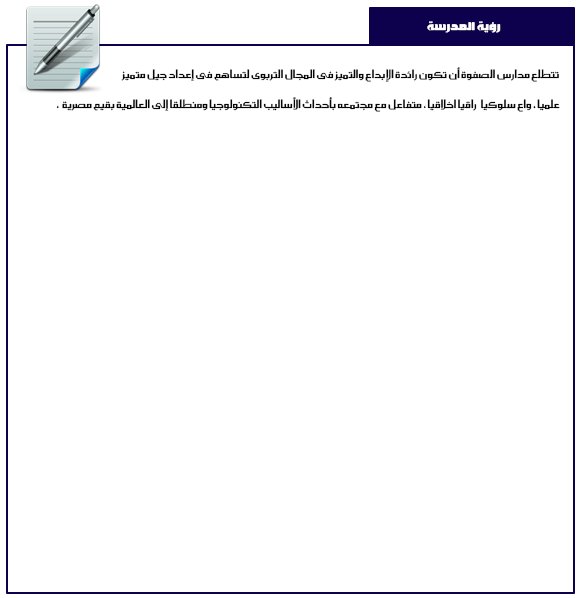 رؤية المدرسة
تتطلع مدارس الصفوة أن تكون رائدة الإبداع والتميز فى المجال التربوى لتساهم فى إعداد جيل متميز
علميا ، واع سلوكيا راقيا اخلاقيا ، متفاعل مع مجتمعه بأحداث الأساليب التكنولوجيا ومنطلقا إلى العالمية بقيم مصرية .